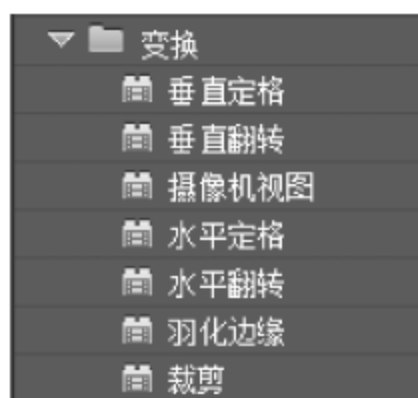 变换
垂直定格
垂直翻转
摄像机视图
水平定格
水平翻转
羽化边缘
裁剪